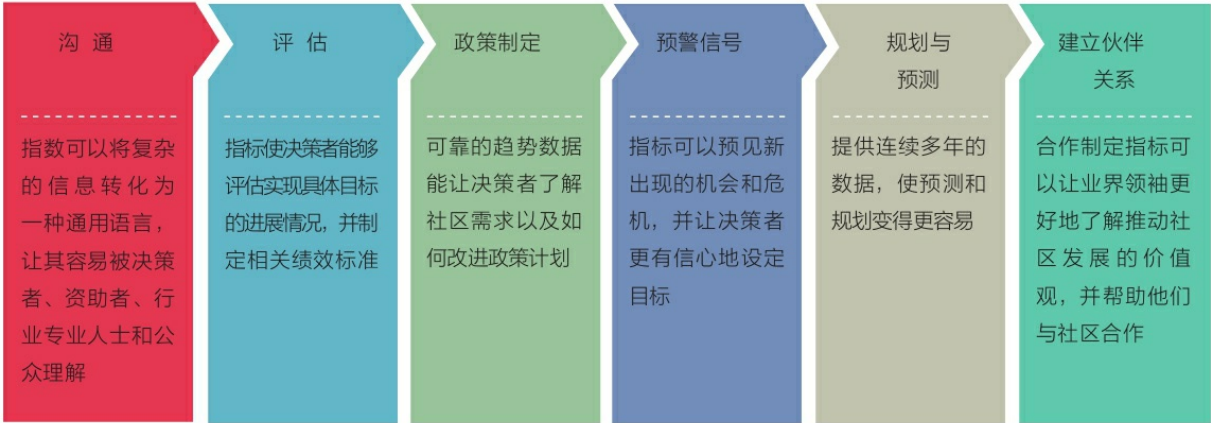 沟 通
指数可以将复杂
的信息转化为
一种通用语言，
让其容易被决策
者、资助者、行
业专业人士和公
众理解
评 估
指标使决策者能够
评估实现具体目标
的进展情况，并制
定相关绩效标准
政策制定
可靠的趋势数据
能让决策者了解
社区需求以及如
何改进政策计划
预警信号
指标可以预见新
出现的机会和危
机，并让决策者
更有信心地设定
目标
规划与
预测
提供连续多年的
数据，使预测和
规划变得更容易
建立伙伴
关系
合作制定指标可
以让业界领袖更
好地了解推动社
区发展的价值
观，并帮助他们
与社区合作